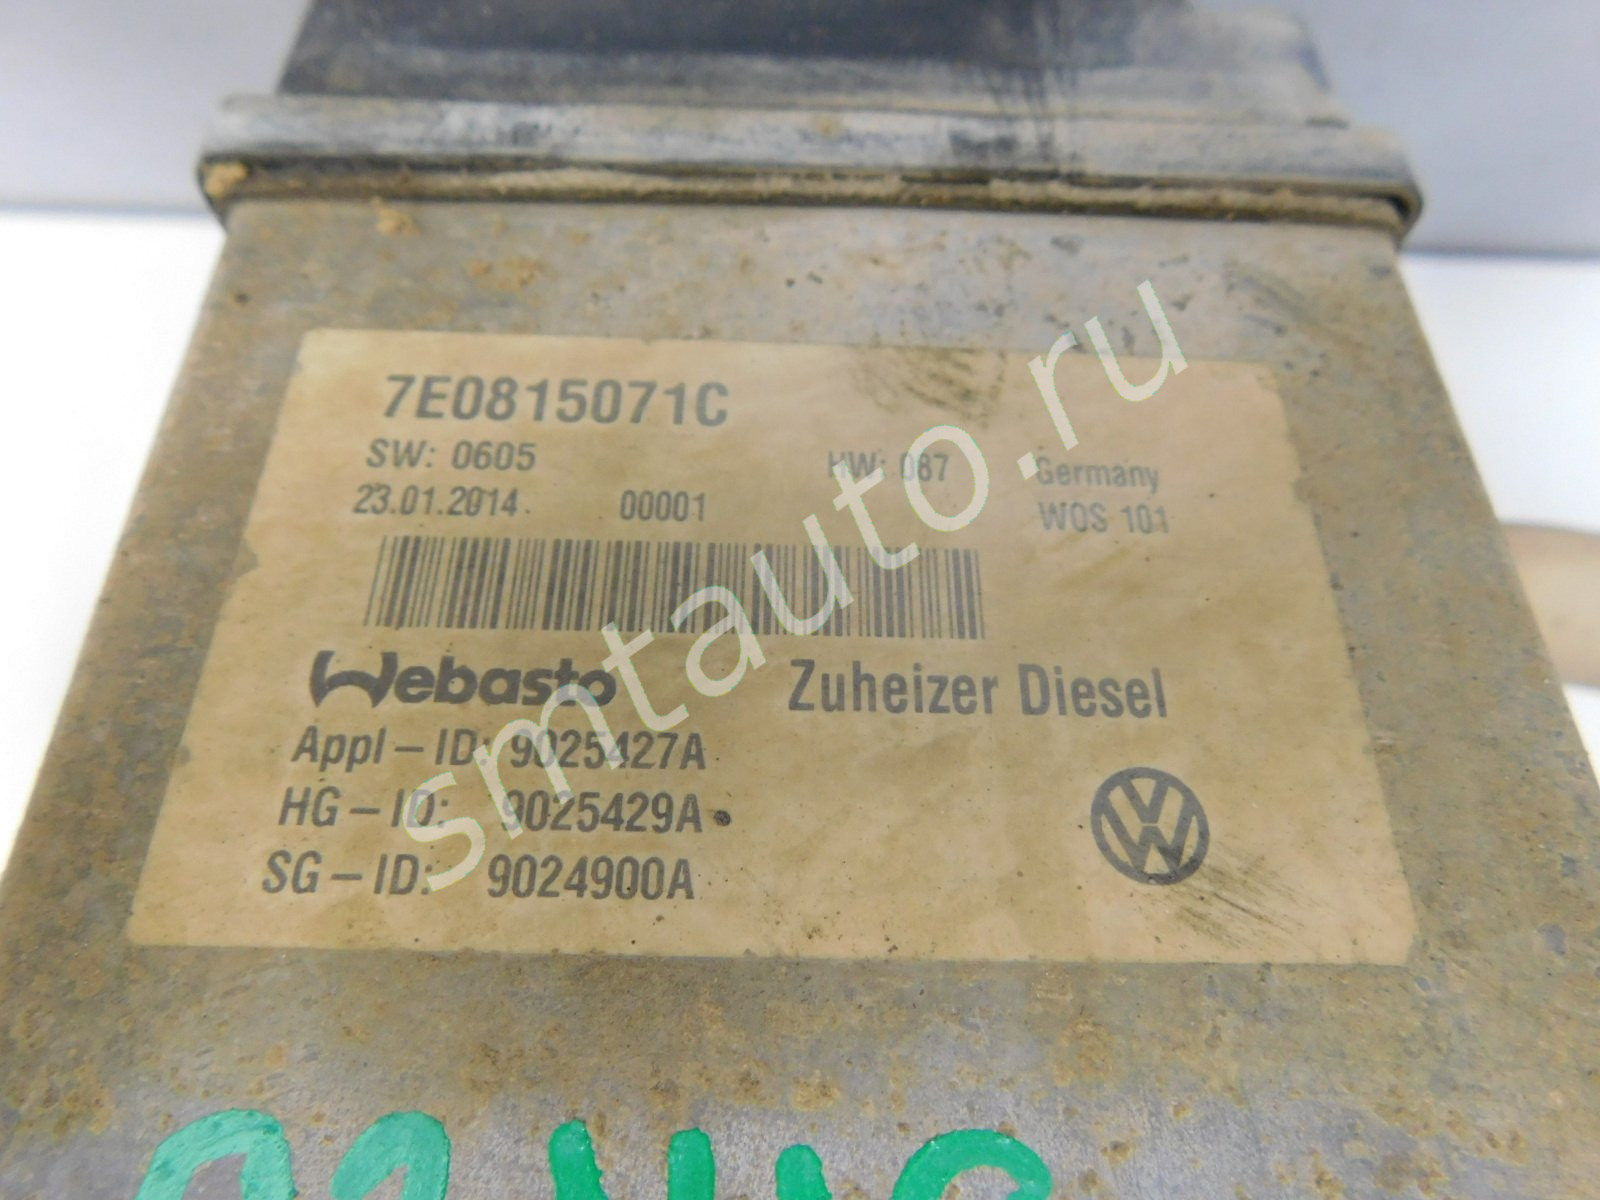 7E0815071C
SW: 0605 HW: 087 Germany
23.01.2014 00001 WOS 101
Webasto Zuheizer Diesel
Appl-ID: 9025427A
HG-ID: 9025429A
SG-ID: 9024900A
VW
smtauto.ru